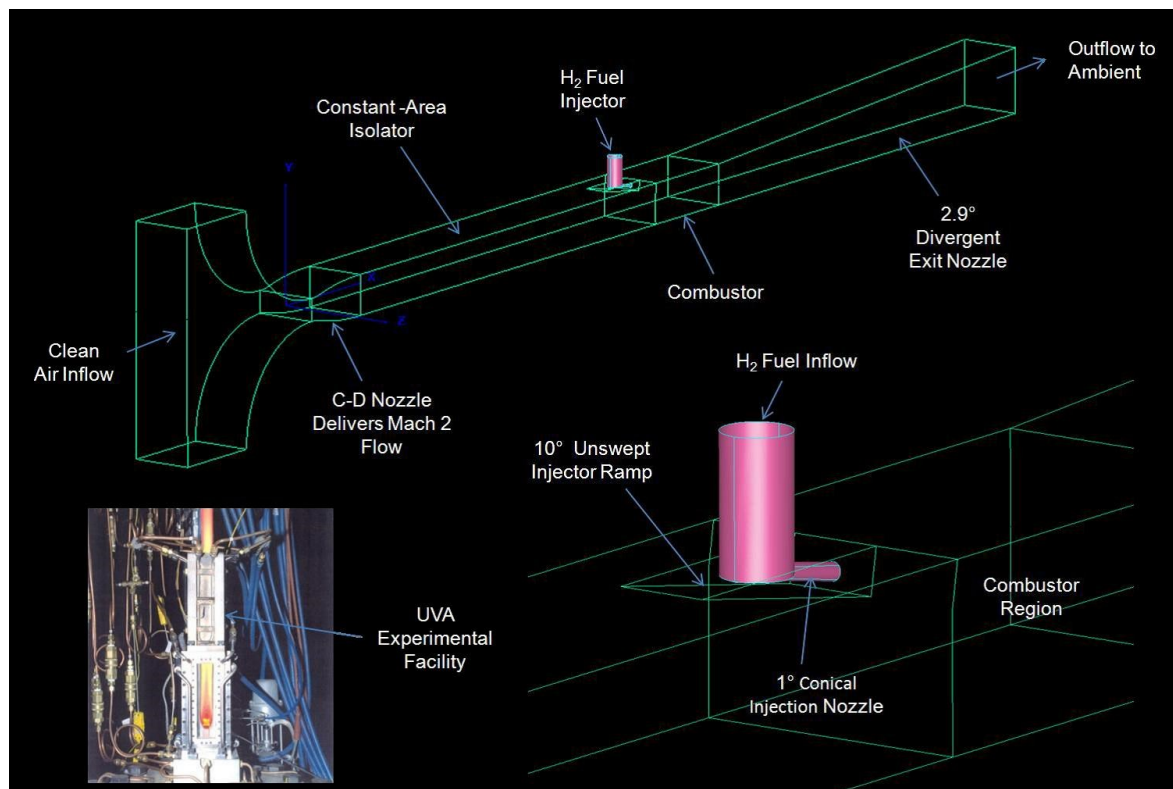 Outflow to
Ambient
H₂ Fuel
Injector
Constant -Area
Isolator
Y
X
Z
2.9°
Divergent
Exit Nozzle
Combustor
Clean
Air Inflow
C-D Nozzle
Delivers Mach 2
Flow
H₂ Fuel Inflow
10° Unswept
Injector Ramp
Combustor
Region
UVA
Experimental
Facility
1° Conical
Injection Nozzle